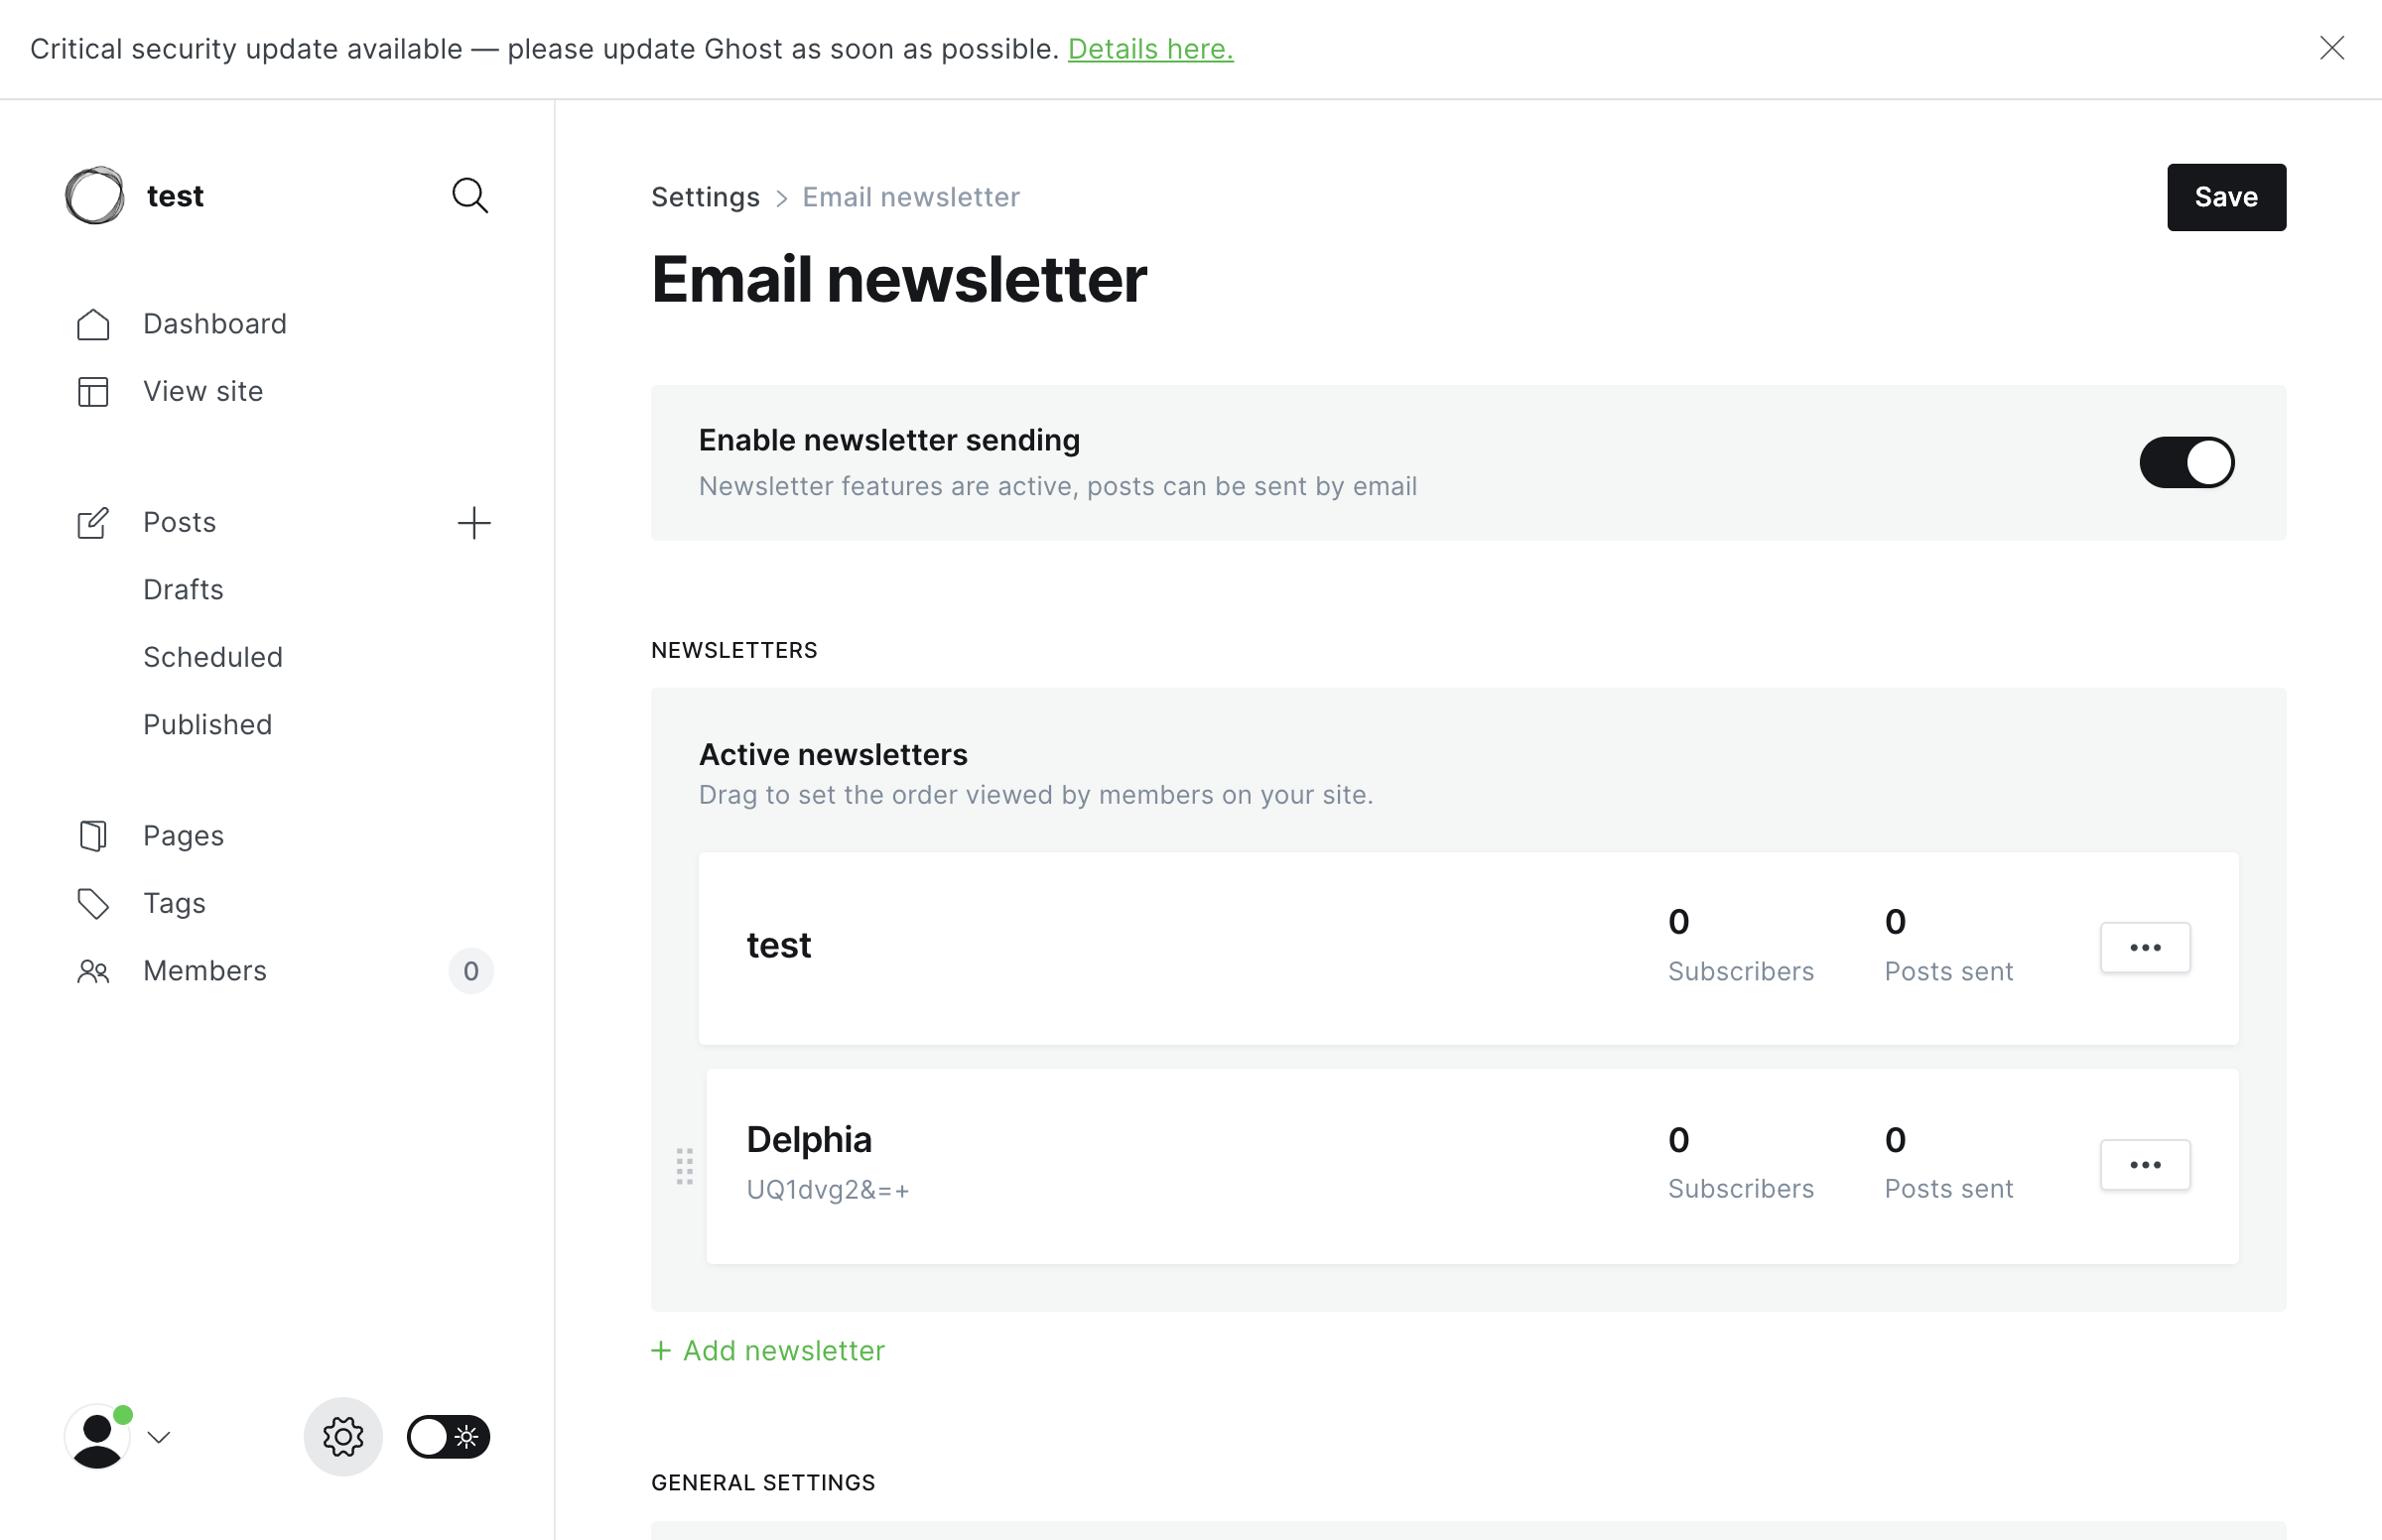 Critical security update available — please update Ghost as soon as possible. Details here.
test
Dashboard
View site
Posts
Drafts
Scheduled
Published
Pages
Tags
Members
0
Settings > Email newsletter
Save
Email newsletter
Enable newsletter sending
Newsletter features are active, posts can be sent by email
NEWSLETTERS
Active newsletters
Drag to set the order viewed by members on your site.
test
0
Subscribers
0
Posts sent
Delphia
UQ1dvg2&=+
0
Subscribers
0
Posts sent
+ Add newsletter
GENERAL SETTINGS